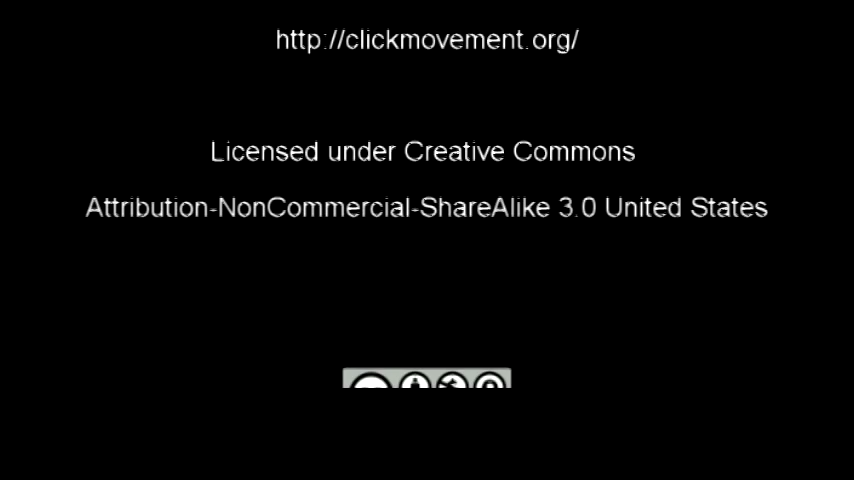 http://clickmovement.org/
Licensed under Creative Commons
Attribution-NonCommercial-ShareAlike 3.0 United States